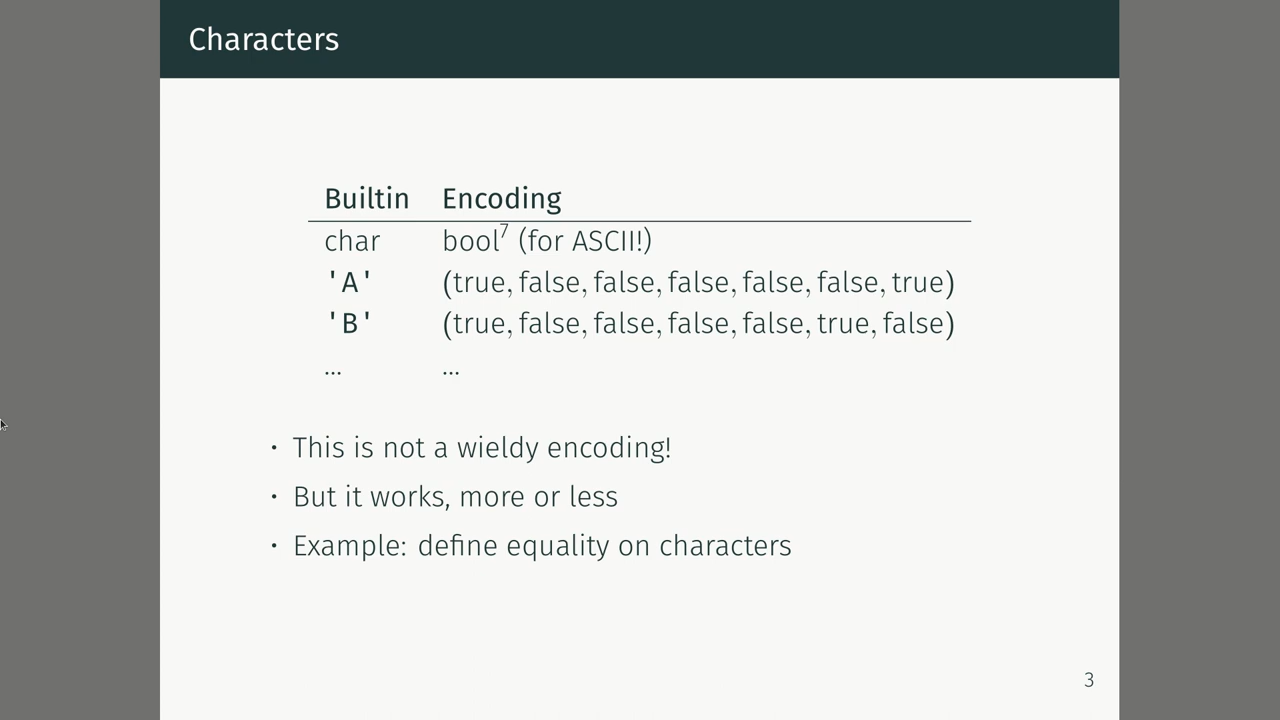 Characters
Builtin Encoding
char bool⁷ (for ASCII!)
'A' (true, false, false, false, false, false, true)
'B' (true, false, false, false, false, true, false)
... ...
• This is not a wieldy encoding!
• But it works, more or less
• Example: define equality on characters
3